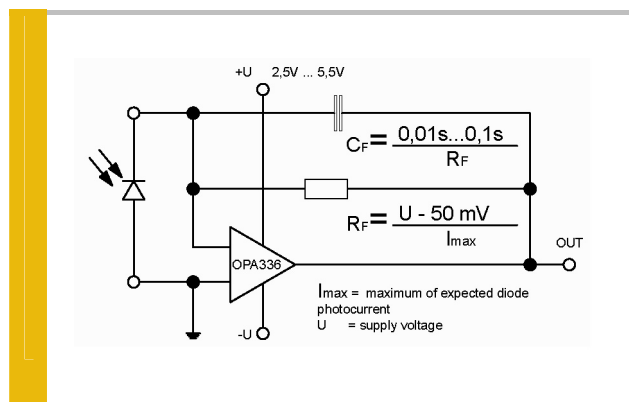 +U 2,5V ... 5,5V
CF= 0,01s...0,1s
RF
RF= U - 50 mV
Imax
OUT
OPA336
Imax = maximum of expected diode
photocurrent
U = supply voltage
-U